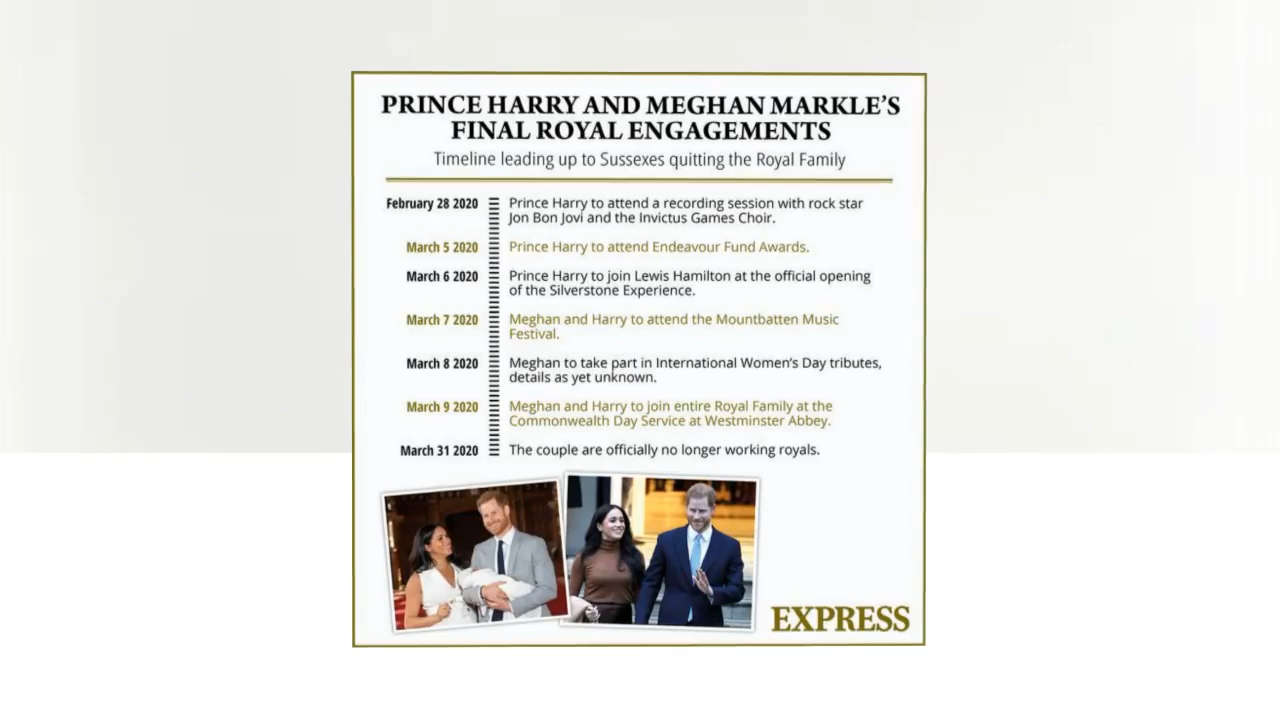 PRINCE HARRY AND MEGHAN MARKLE'S
FINAL ROYAL ENGAGEMENTS
Timeline leading up to Sussexes quitting the Royal Family
February 28 2020
Prince Harry to attend a recording session with rock star
Jon Bon Jovi and the Invictus Games Choir.
March 5 2020
Prince Harry to attend Endeavour Fund Awards.
March 6 2020
Prince Harry to join Lewis Hamilton at the official opening
of the Silverstone Experience.
March 7 2020
Meghan and Harry to attend the Mountbatten Music
Festival.
March 8 2020
Meghan to take part in International Women's Day tributes,
details as yet unknown.
March 9 2020
Meghan and Harry to join entire Royal Family at the
Commonwealth Day Service at Westminster Abbey.
March 31 2020
The couple are officially no longer working royals.
EXPRESS